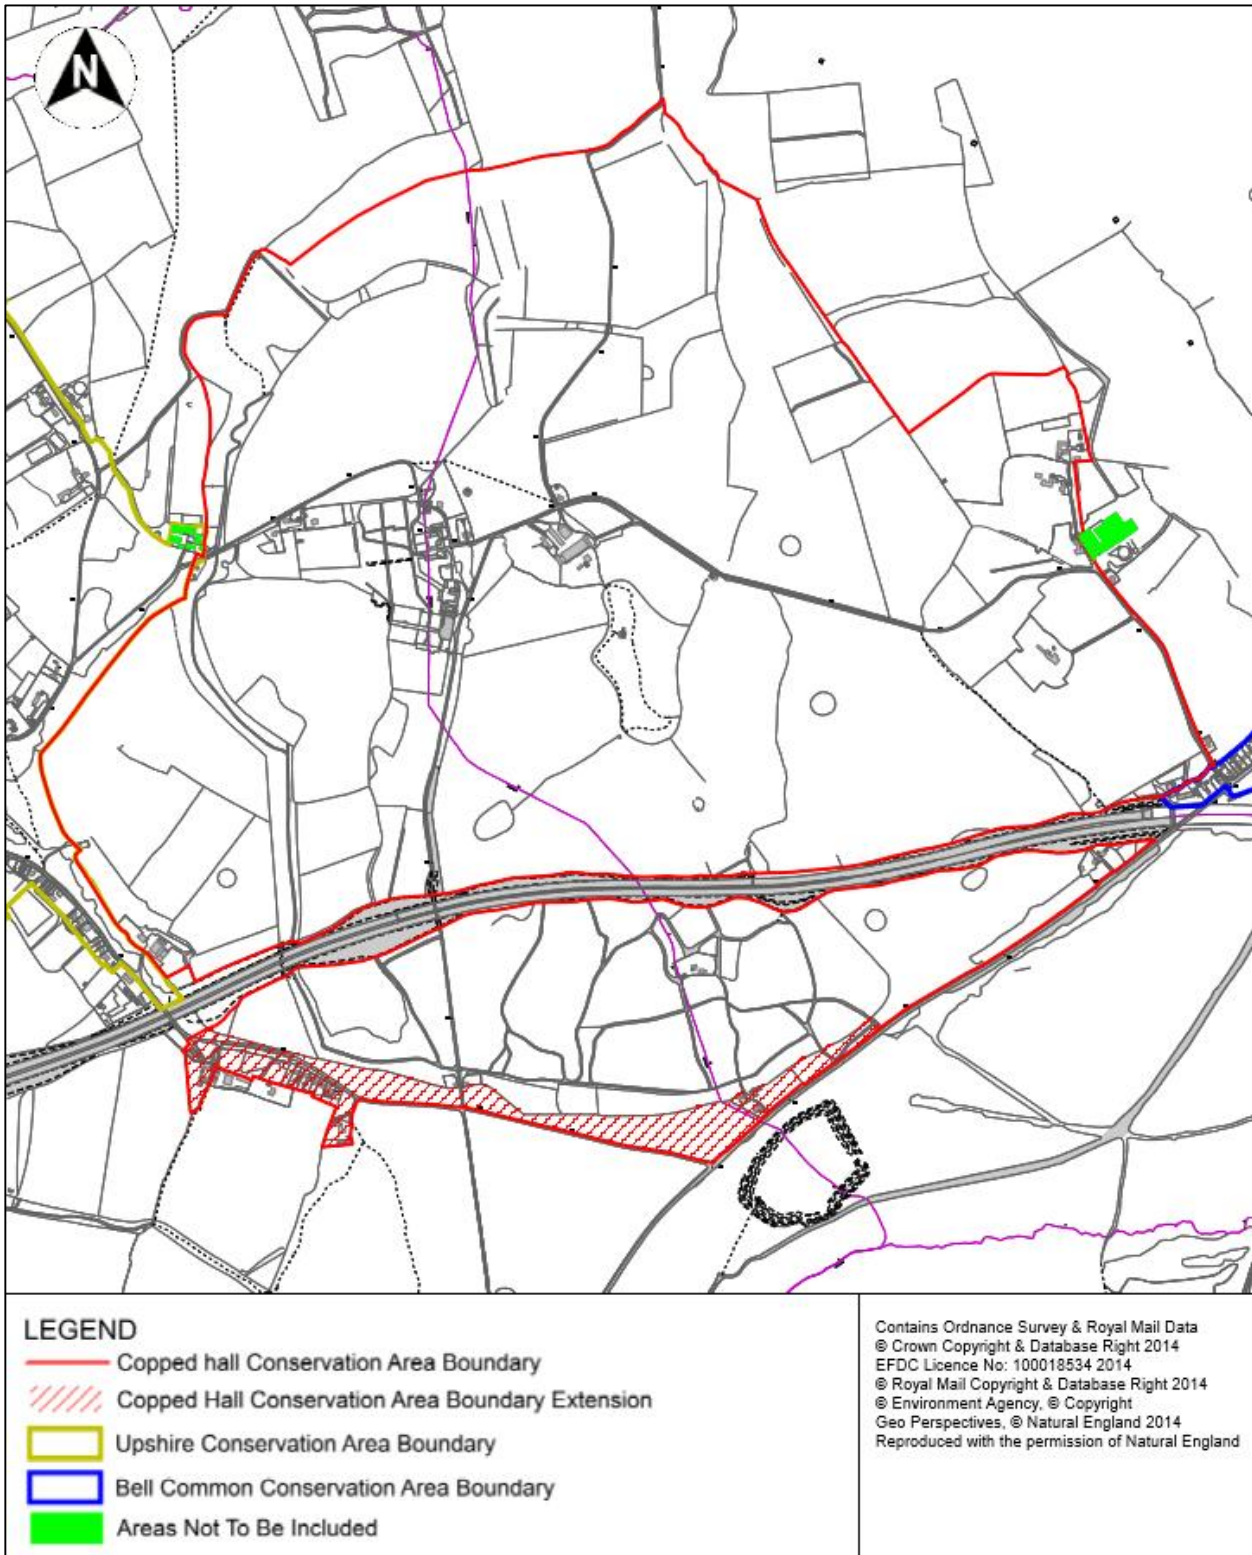 N
LEGEND
Copped hall Conservation Area Boundary
Copped Hall Conservation Area Boundary Extension
Upshire Conservation Area Boundary
Bell Common Conservation Area Boundary
Areas Not To Be Included
Contains Ordnance Survey & Royal Mail Data
© Crown Copyright & Database Right 2014
EFDC Licence No: 100018534 2014
© Royal Mail Copyright & Database Right 2014
© Environment Agency, © Copyright
Geo Perspectives, © Natural England 2014
Reproduced with the permission of Natural England